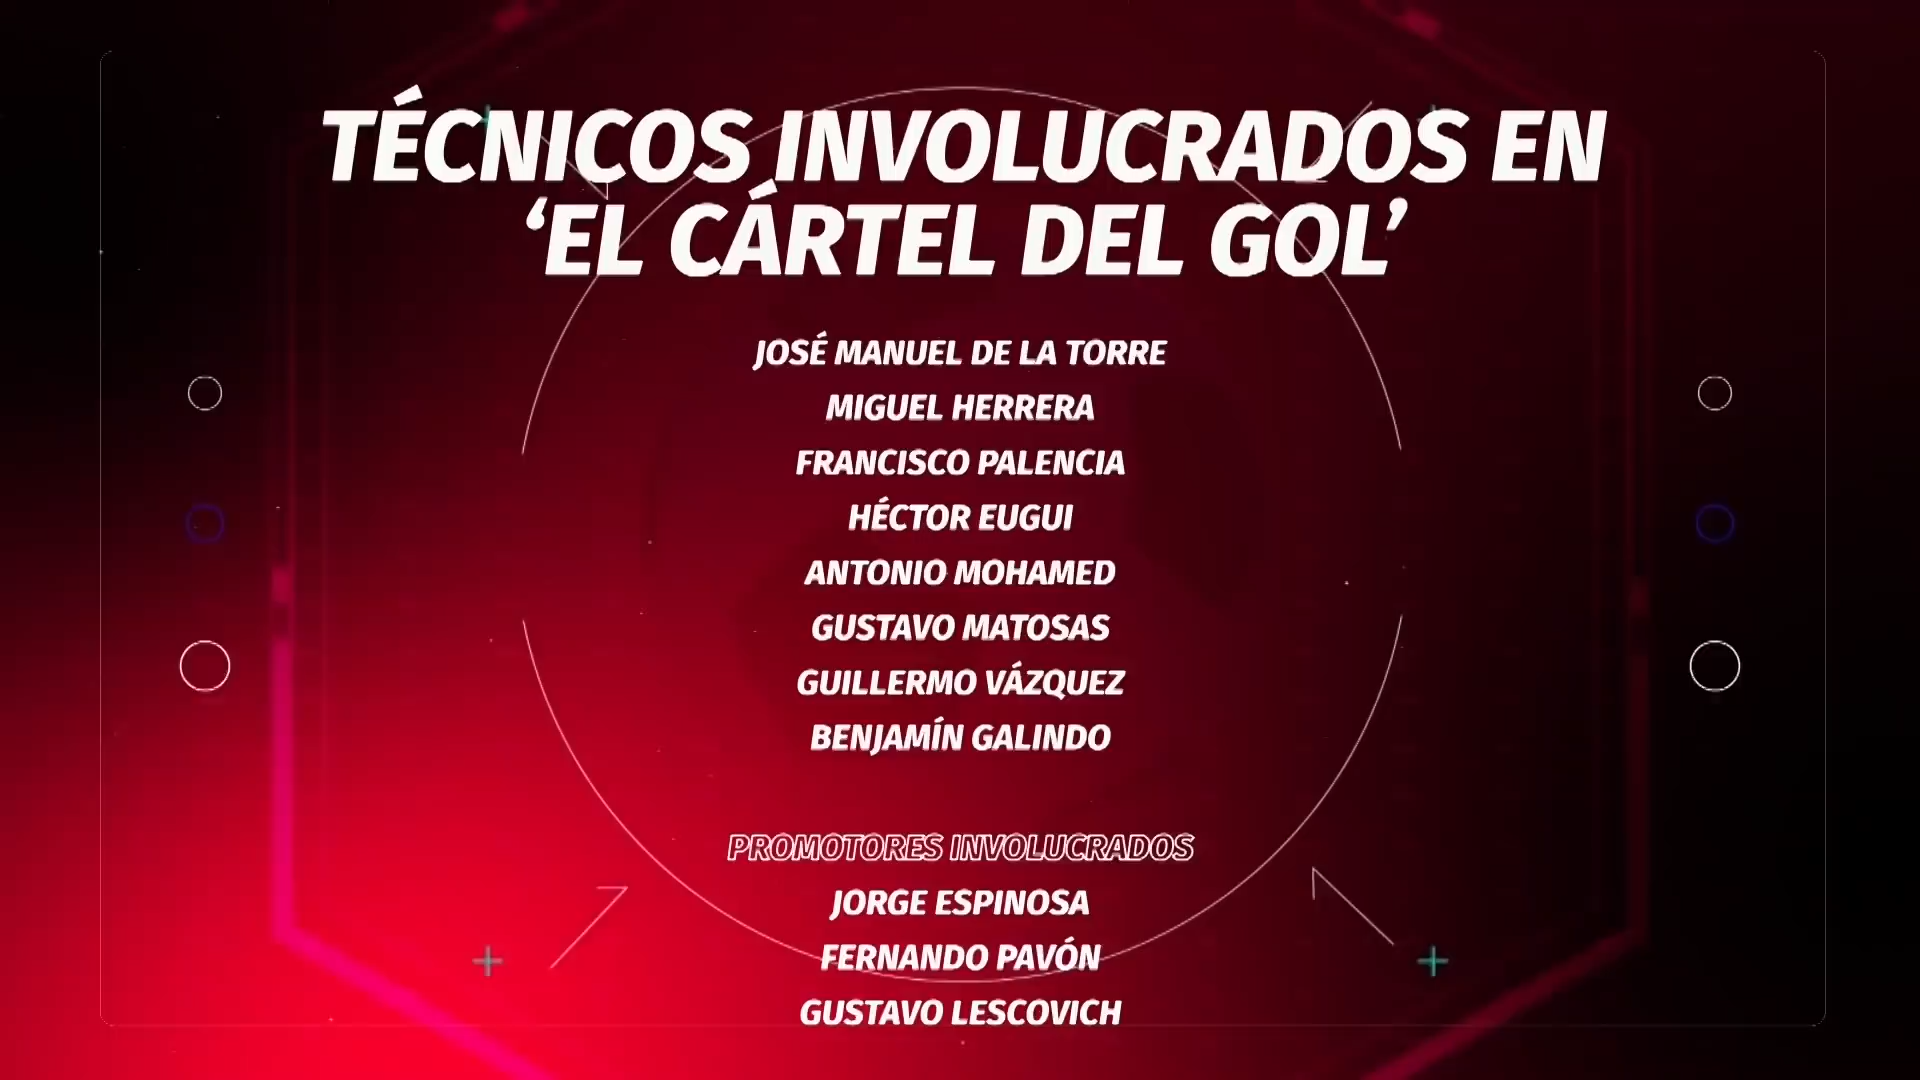 TÉCNICOS INVOLUCRADOS EN
‘EL CÁRTEL DEL GOL’
JOSÉ MANUEL DE LA TORRE
MIGUEL HERRERA
FRANCISCO PALENCIA
HÉCTOR EUGUI
ANTONIO MOHAMED
GUSTAVO MATOSAS
GUILLERMO VÁZQUEZ
BENJAMÍN GALINDO
PROMOTORES INVOLUCRADOS
JORGE ESPINOSA
FERNANDO PAVÓN
GUSTAVO LESCOVICH